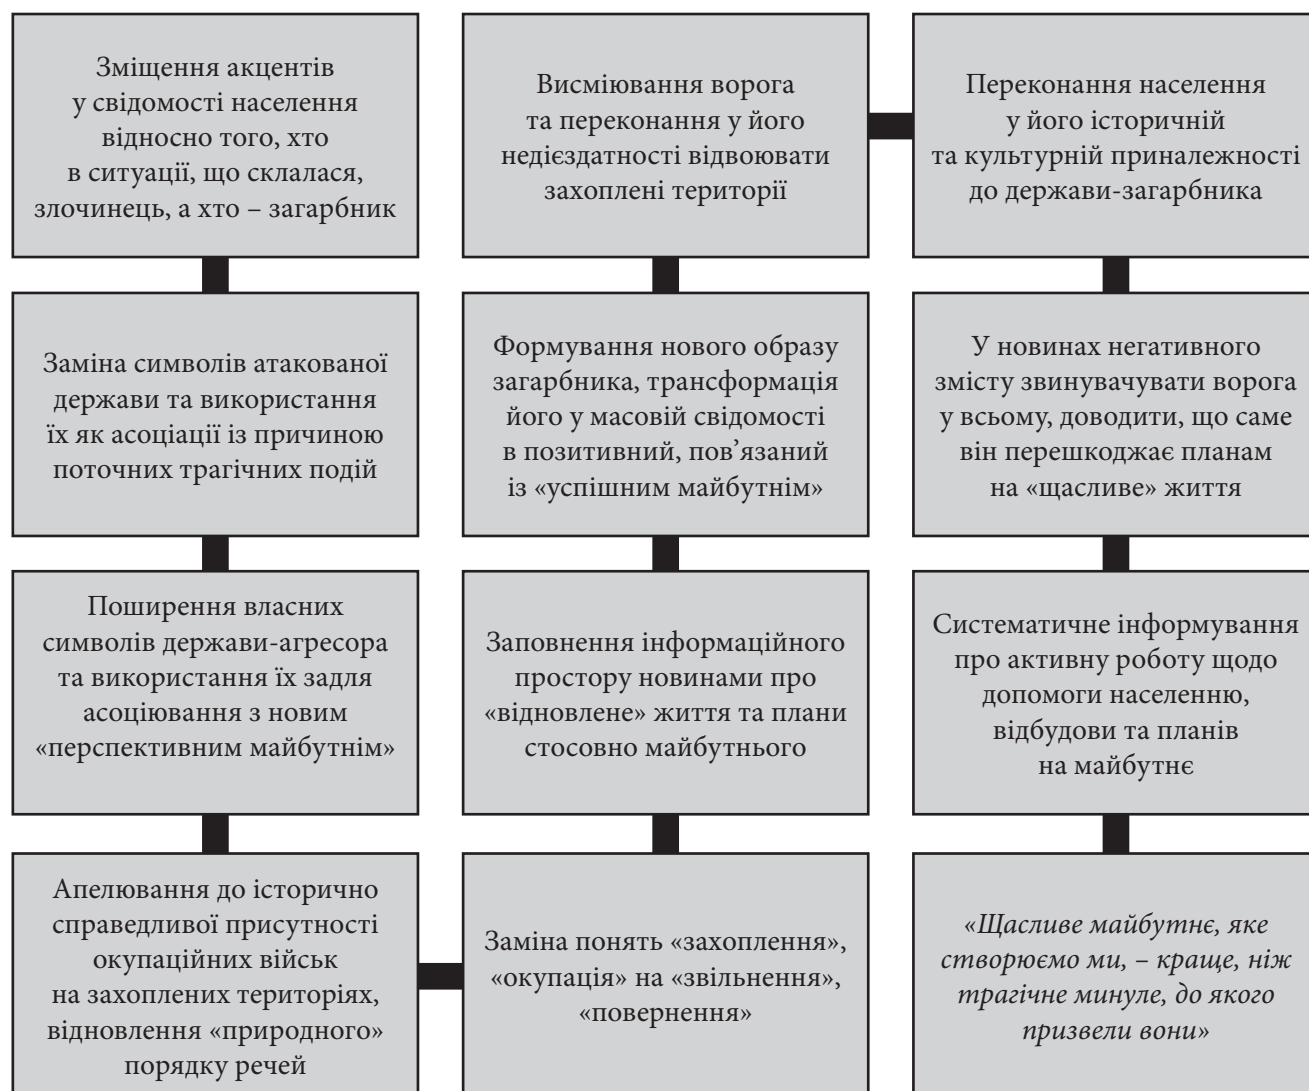 Зміщення акцентів
у свідомості населення
відносно того, хто
в ситуації, що склалася,
злочинець, а хто – загарбник
Заміна символів атакованої
держави та використання
їх як асоціації із причиною
поточних трагічних подій
Поширення власних
символів держави-агресора
та використання їх задля
асоціювання з новим
«перспективним майбутнім»
Апелювання до історично
справедливої присутності
окупаційних військ
на захоплених територіях,
відновлення «природного»
порядку речей
Заміна понять «захоплення»,
«окупація» на «звільнення»,
«повернення»
Заповнення інформаційного
простору новинами про
«відновлене» життя та плани
стосовно майбутнього
Формування нового образу
загарбника, трансформація
його у масовій свідомості
в позитивний, пов’язаний
із «успішним майбутнім»
Висміювання ворога
та переконання у його
недієздатності відвоювати
захоплені території
Переконання населення
у його історичній
та культурній приналежності
до держави-загарбника
У новинах негативного
змісту звинувачувати ворога
у всьому, доводити, що саме
він перешкоджає планам
на «щасливе» життя
Систематичне інформування
про активну роботу щодо
допомоги населенню,
відбудови та планів
на майбутнє
«Щасливе майбутнє, яке
створюємо ми, – краще, ніж
трагічне минуле, до якого
призвели вони»